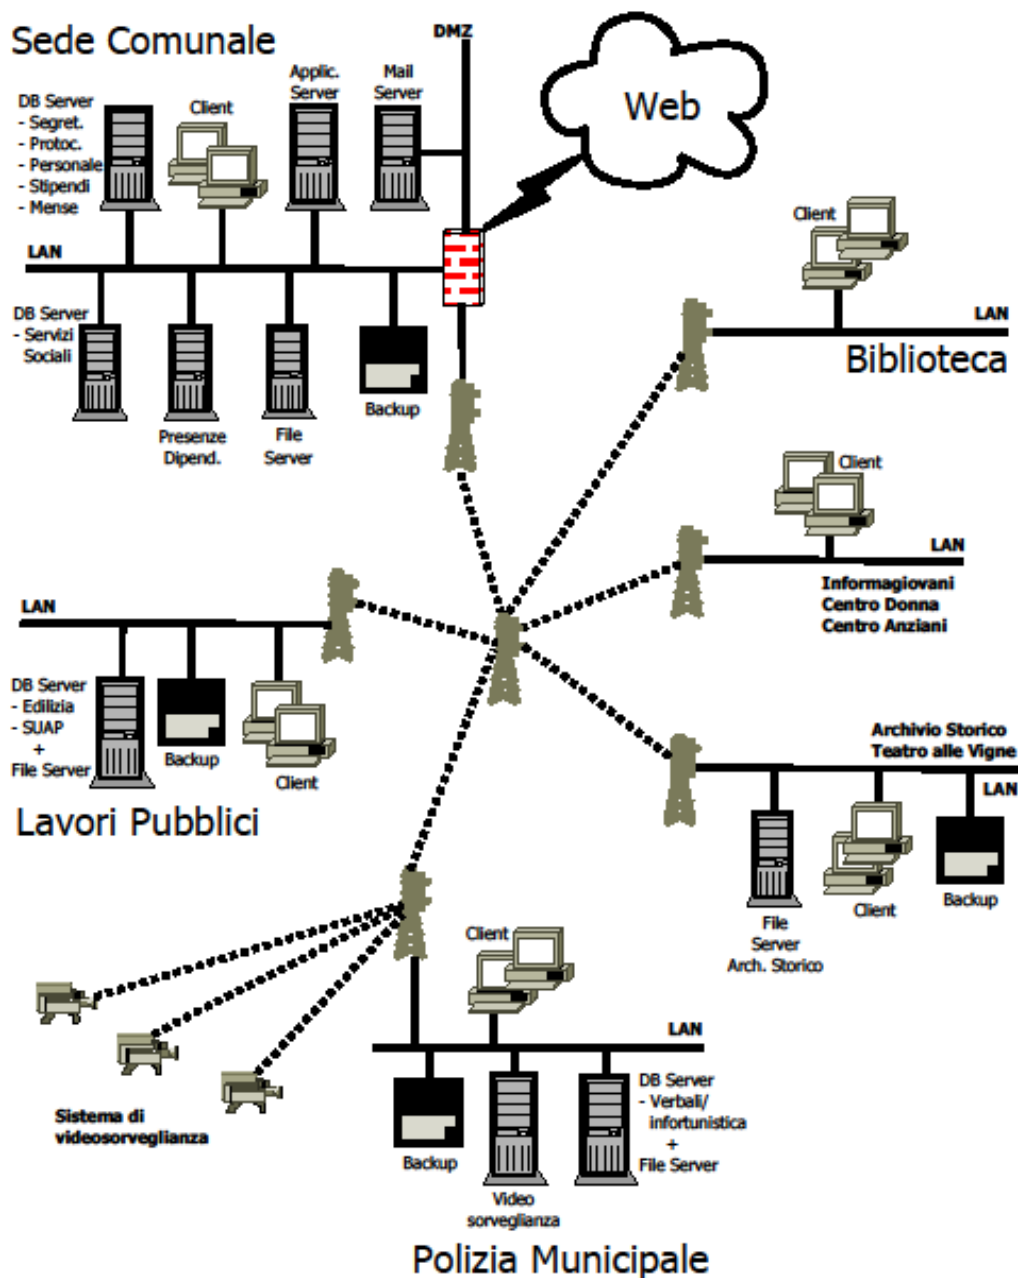 Sede Comunale
DMZ
Web
DB Server
- Segret.
- Protoc.
- Personale
- Stipendi
- Mense
Client
Applic.
Server
Mail
Server
LAN
DB Server
- Servizi
Sociali
Presenze
Dipend.
File
Server
Backup
Client
LAN
Biblioteca
Client
LAN
Informagiovani
Centro Donna
Centro Anziani
LAN
DB Server
- Edilizia
- SUAP
+
File Server
Backup
Client
Lavori Pubblici
Archivio Storico
Teatro alle Vigne
LAN
File
Server
Arch. Storico
Client
Backup
Client
LAN
Sistema di
videosorveglianza
Backup
Video
sorveglianza
DB Server
- Verbali/
infortunistica
+
File Server
Polizia Municipale